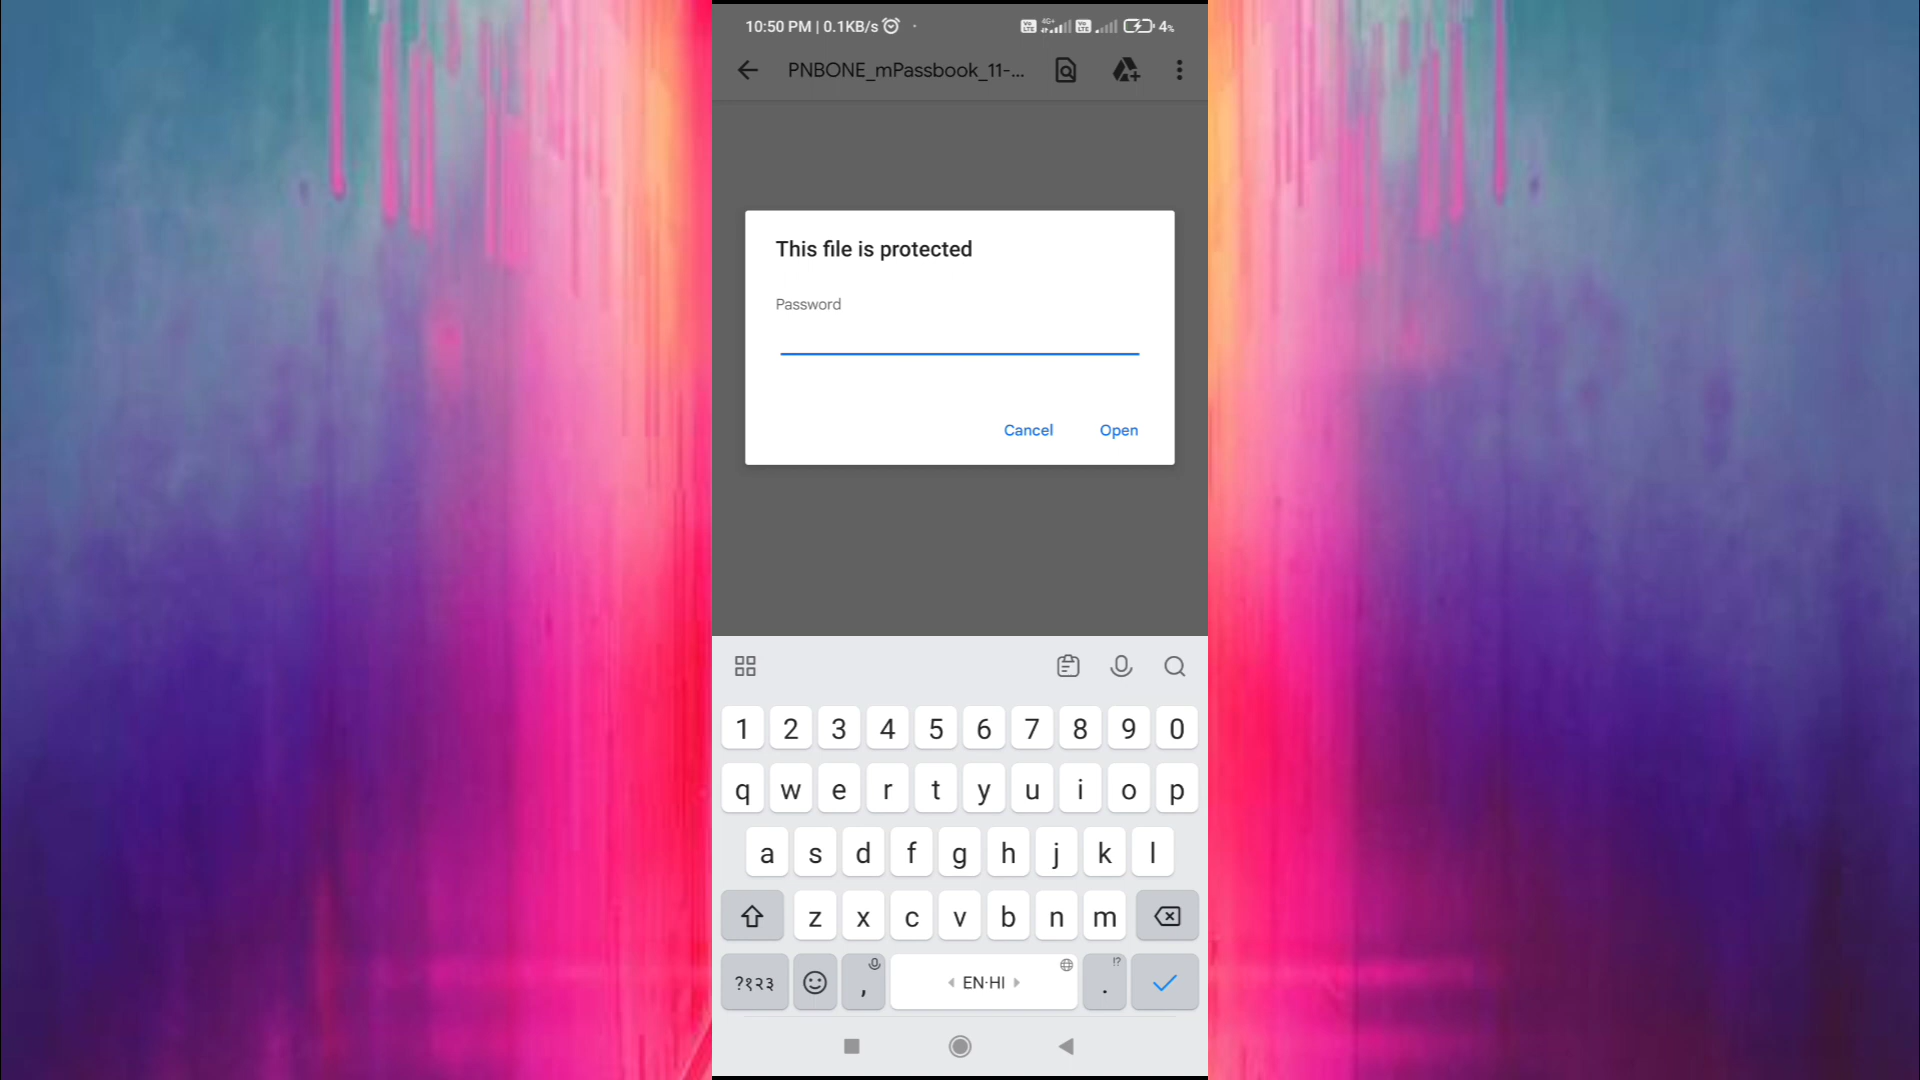 10:50 PM | 0.1KB/s 4%
PNBONE_mPassbook_11-...
This file is protected
Password
Cancel Open
1 2 3 4 5 6 7 8 9 0
q w e r t y u i o p
a s d f g h j k l
z x c v b n m
?१२३ , EN·HI . !?